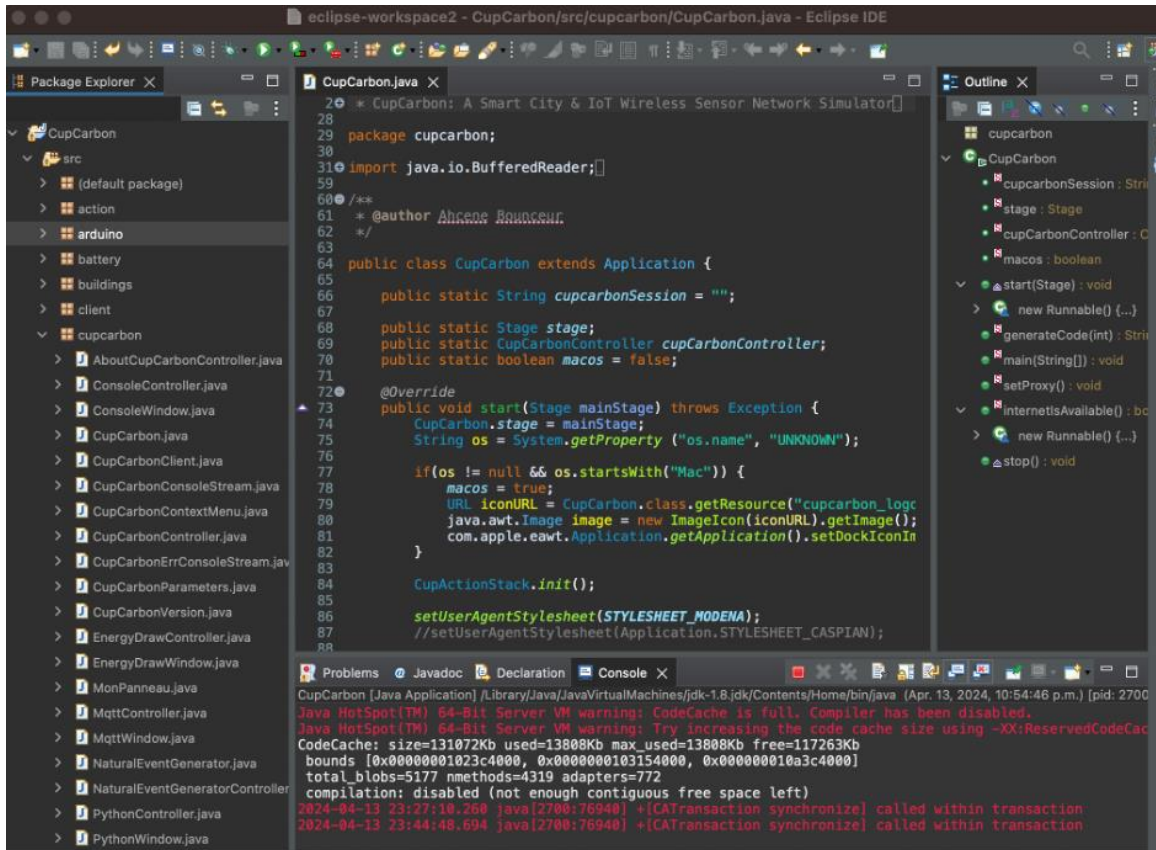 eclipse-workspace2 - CupCarbon/src/cupcarbon/CupCarbon.java - Eclipse IDE
Package Explorer
CupCarbon
src
(default package)
action
arduino
battery
buildings
client
cupcarbon
AboutCupCarbonController.java
ConsoleController.java
ConsoleWindow.java
CupCarbon.java
CupCarbonClient.java
CupCarbonConsoleStream.java
CupCarbonContextMenu.java
CupCarbonController.java
CupCarbonErrConsoleStream.jav
CupCarbonParameters.java
CupCarbonVersion.java
EnergyDrawController.java
EnergyDrawWindow.java
MonPanneau.java
MqttController.java
MqttWindow.java
NaturalEventGenerator.java
NaturalEventGeneratorController
PythonController.java
PythonWindow.java
CupCarbon.java
2 * CupCarbon: A Smart City & IoT Wireless Sensor Network Simulator
28
29 package cupcarbon;
30
31 import java.io.BufferedReader;
59
60 /**
61 * @author Ahcene Bounceur
62 */
63
64 public class CupCarbon extends Application {
65
66 public static String cupcarbonSession = "";
67
68 public static Stage stage;
69 public static CupCarbonController cupCarbonController;
70 public static boolean macos = false;
71
72 @Override
73 public void start(Stage mainStage) throws Exception {
74 CupCarbon.stage = mainStage;
75 String os = System.getProperty ("os.name", "UNKNOWN");
76
77 if(os != null && os.startsWith("Mac")) {
78 macos = true;
79 URL iconURL = CupCarbon.class.getResource("cupcarbon_logo
80 java.awt.Image image = new ImageIcon(iconURL).getImage();
81 com.apple.eawt.Application.getApplication().setDockIconIm
82 }
83
84 CupActionStack.init();
85
86 setUserAgentStylesheet(STYLESHEET_MODENA);
87 //setUserAgentStylesheet(Application.STYLESHEET_CASPIAN);
88
Outline
cupcarbon
CupCarbon
cupcarbonSession : Stri
stage : Stage
cupCarbonController : C
macos : boolean
start(Stage) : void
new Runnable() {...}
generateCode(int) : Stri
main(String[]) : void
setProxy() : void
internetIsAvailable() : bo
new Runnable() {...}
stop() : void
Problems @ Javadoc Declaration Console
CupCarbon [Java Application] /Library/Java/JavaVirtualMachines/jdk-1.8.jdk/Contents/Home/bin/java (Apr. 13, 2024, 10:54:46 p.m.) [pid: 2700
Java HotSpot(TM) 64-Bit Server VM warning: CodeCache is full. Compiler has been disabled.
Java HotSpot(TM) 64-Bit Server VM warning: Try increasing the code cache size using -XX:ReservedCodeCac
CodeCache: size=131072Kb used=13808Kb max_used=13808Kb free=117263Kb
bounds [0x00000001023c4000, 0x0000000103154000, 0x000000010a3c4000]
total_blobs=5177 nmethods=4319 adapters=772
compilation: disabled (not enough contiguous free space left)
2024-04-13 23:27:10.260 java[2700:76940] +[CATransaction synchronize] called within transaction
2024-04-13 23:44:48.694 java[2700:76940] +[CATransaction synchronize] called within transaction